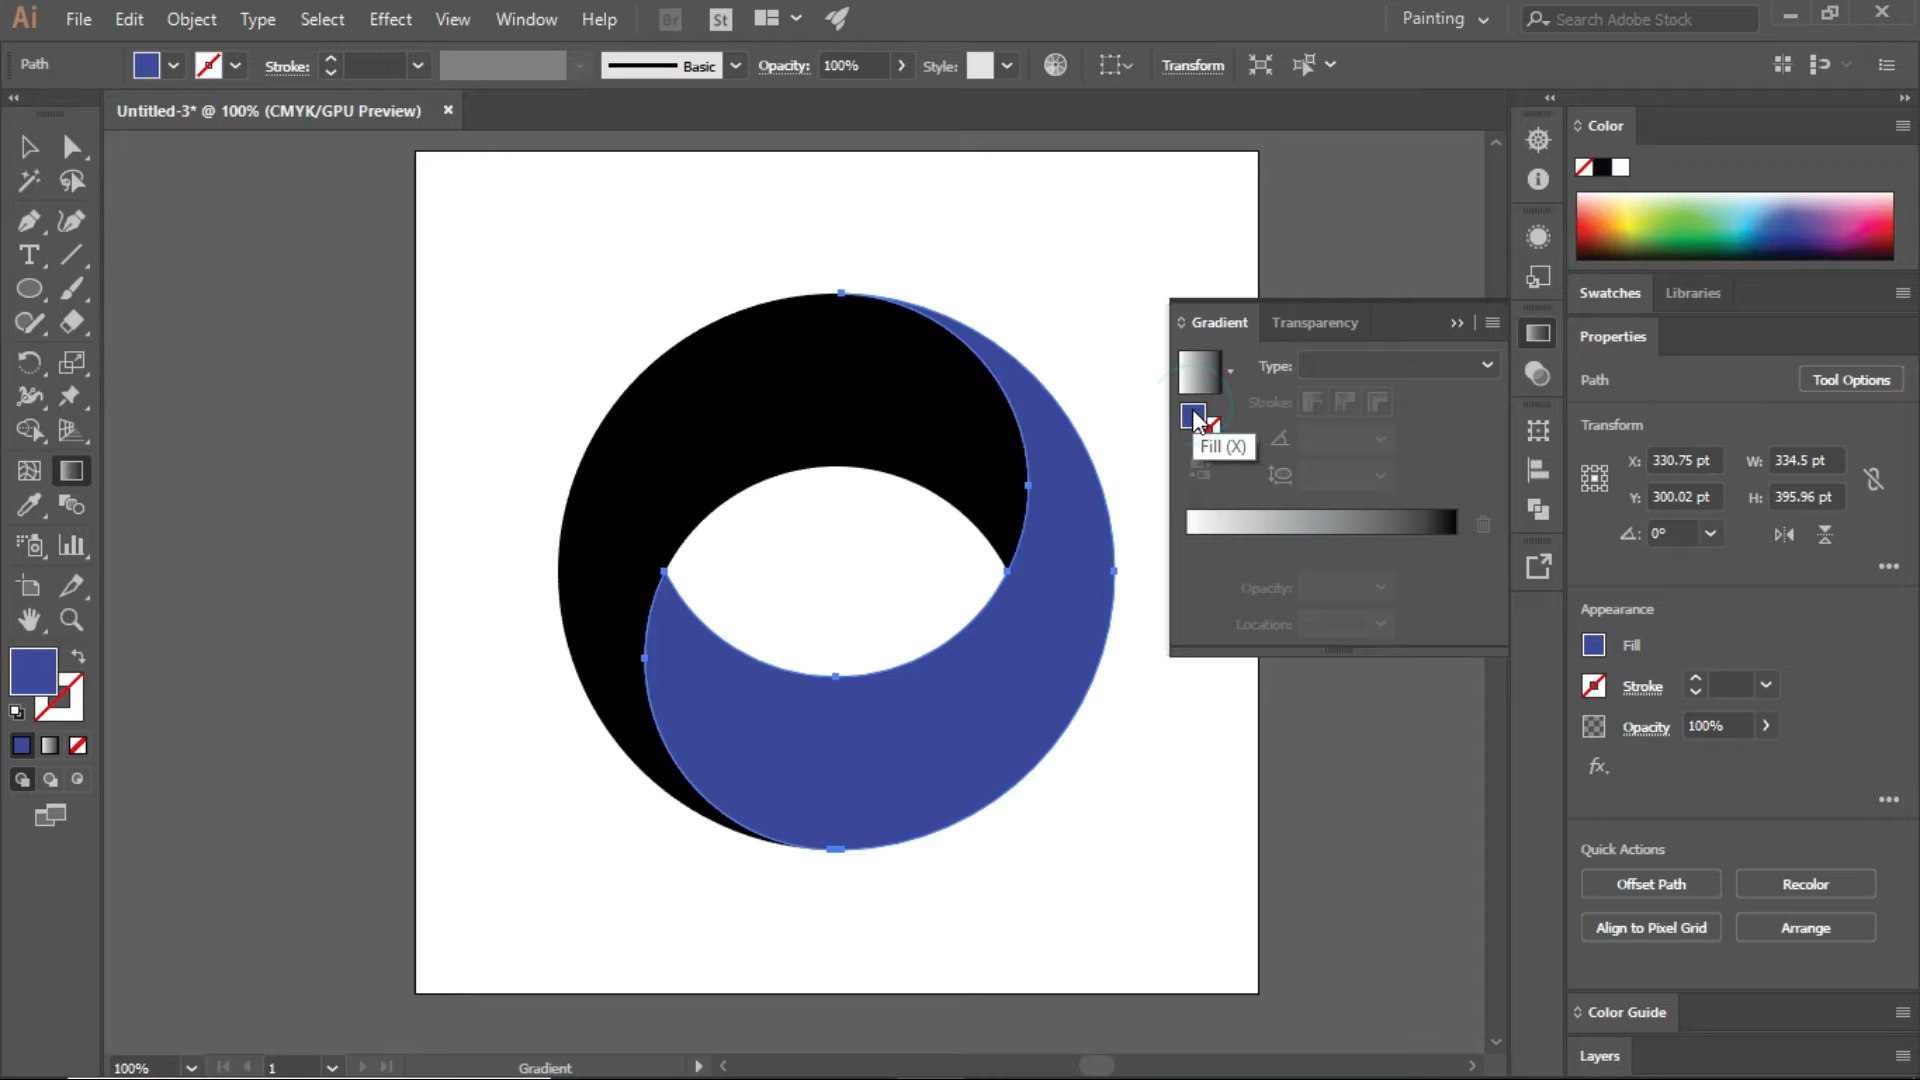 Ai File Edit Object Type Select Effect View Window Help Br St Painting Search Adobe Stock
Path Stroke: Basic Opacity: 100% Style: Transform
Untitled-3* @ 100% (CMYK/GPU Preview)
Color
Swatches Libraries
Gradient Transparency
Properties
Type:
Path Tool Options
Stroke:
Fill (X)
Transform
X: 330.75 pt W: 334.5 pt
Y: 300.02 pt H: 395.96 pt
0°
Opacity:
Location:
Appearance
Fill
Stroke
Opacity 100%
fx.
Quick Actions
Offset Path Recolor
Align to Pixel Grid Arrange
Color Guide
Layers
100% 1 Gradient